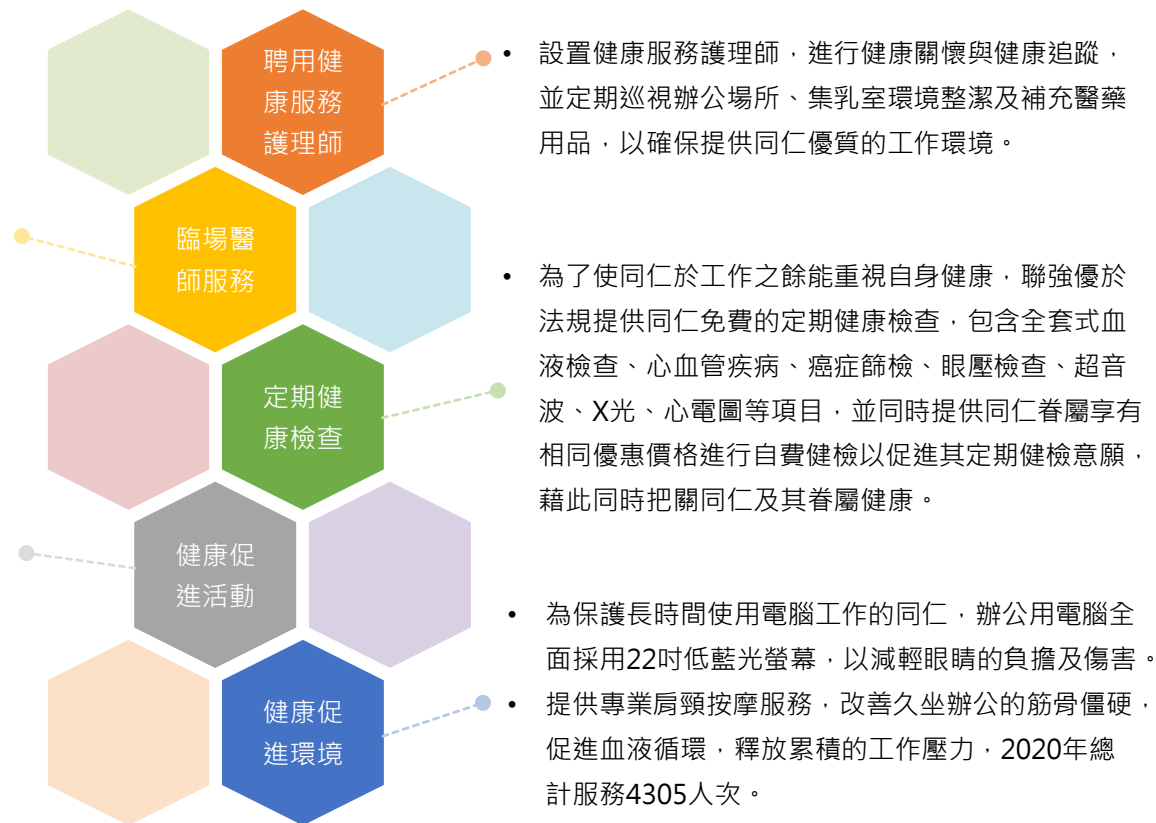 聘用健
康服務
護理師
• 設置健康服務護理師，進行健康關懷與健康追蹤，
並定期巡視辦公場所、集乳室環境整潔及補充醫藥
用品，以確保提供同仁優質的工作環境。
臨場醫
師服務
• 為了使同仁於工作之餘能重視自身健康，聯強優於
法規提供同仁免費的定期健康檢查，包含全套式血
液檢查、心血管疾病、癌症篩檢、眼壓檢查、超音
波、X光、心電圖等項目，並同時提供同仁眷屬享有
相同優惠價格進行自費健檢以促進其定期健檢意願，
藉此同時把關同仁及其眷屬健康。
定期健
康檢查
健康促
進活動
• 為保護長時間使用電腦工作的同仁，辦公用電腦全
面採用22吋低藍光螢幕，以減輕眼睛的負擔及傷害。
• 提供專業肩頸按摩服務，改善久坐辦公的筋骨僵硬，
促進血液循環，釋放累積的工作壓力，2020年總
計服務4305人次。
健康促
進環境